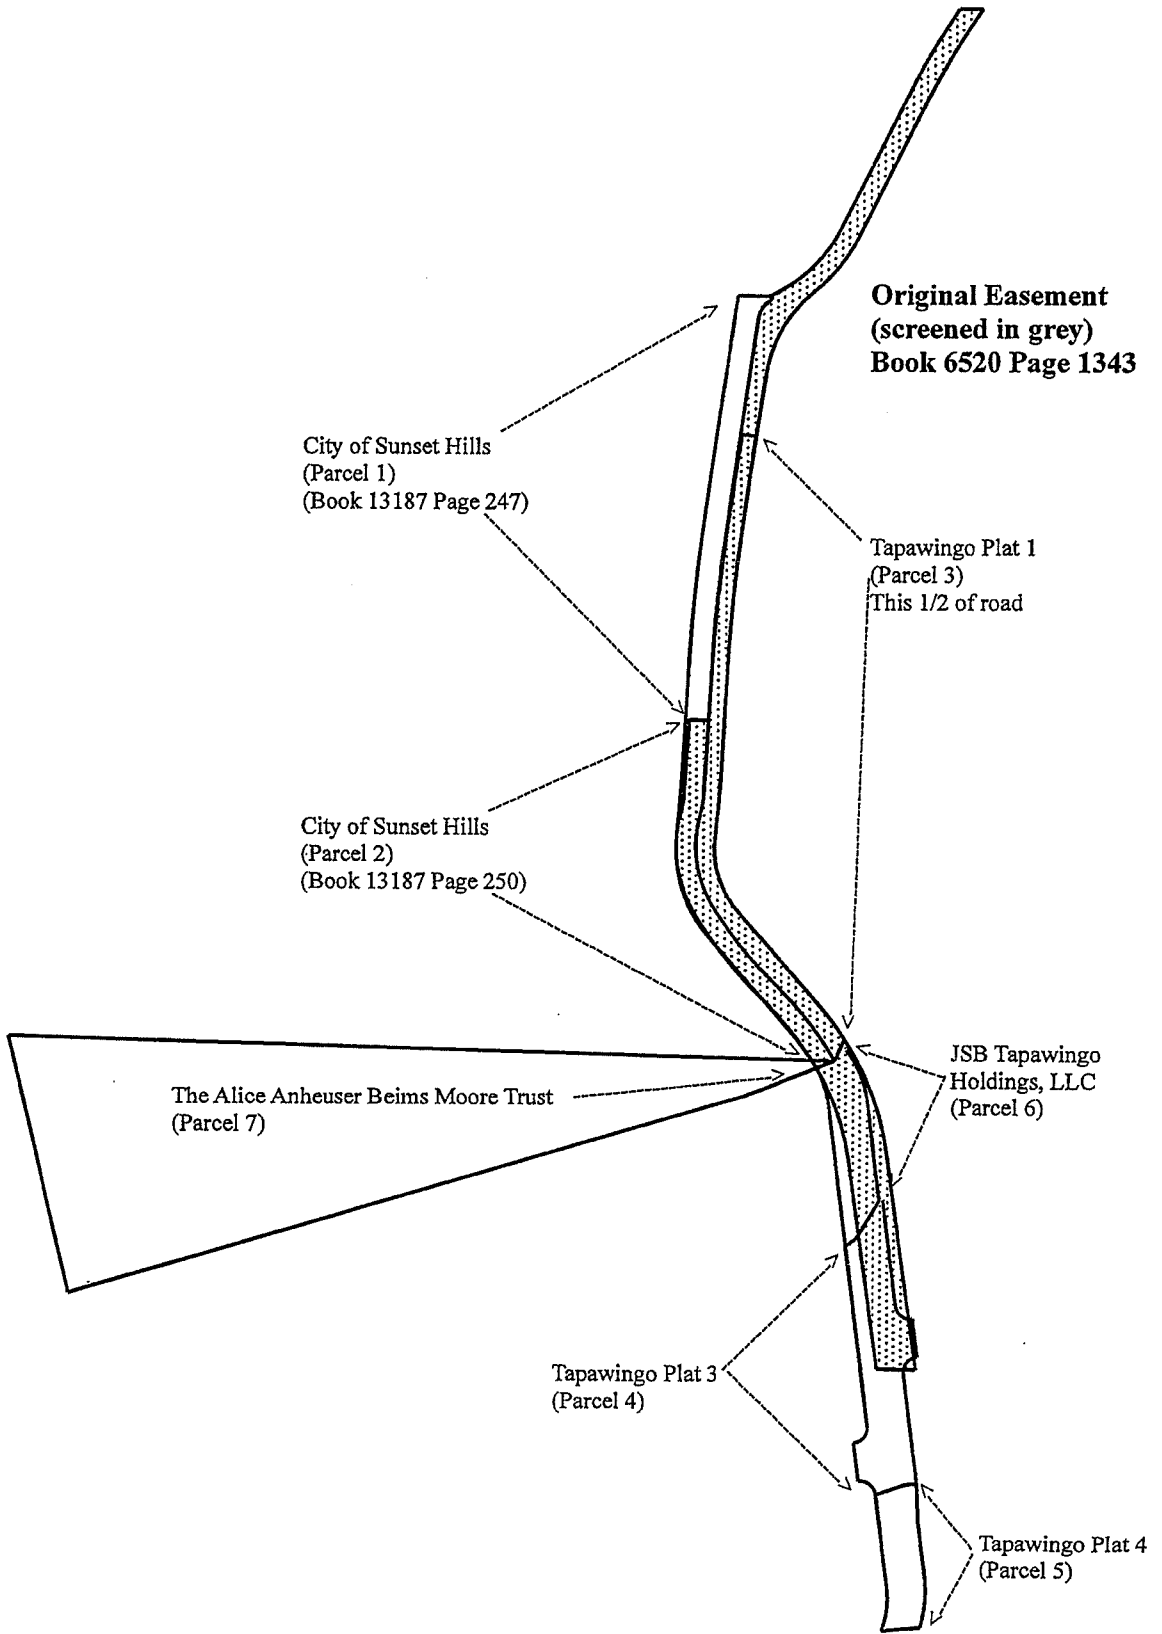 Original Easement
(screened in grey)
Book 6520 Page 1343
City of Sunset Hills
(Parcel 1)
(Book 13187 Page 247)
Tapawingo Plat 1
(Parcel 3)
This 1/2 of road
City of Sunset Hills
(Parcel 2)
(Book 13187 Page 250)
JSB Tapawingo
Holdings, LLC
(Parcel 6)
The Alice Anheuser Beims Moore Trust
(Parcel 7)
Tapawingo Plat 3
(Parcel 4)
Tapawingo Plat 4
(Parcel 5)